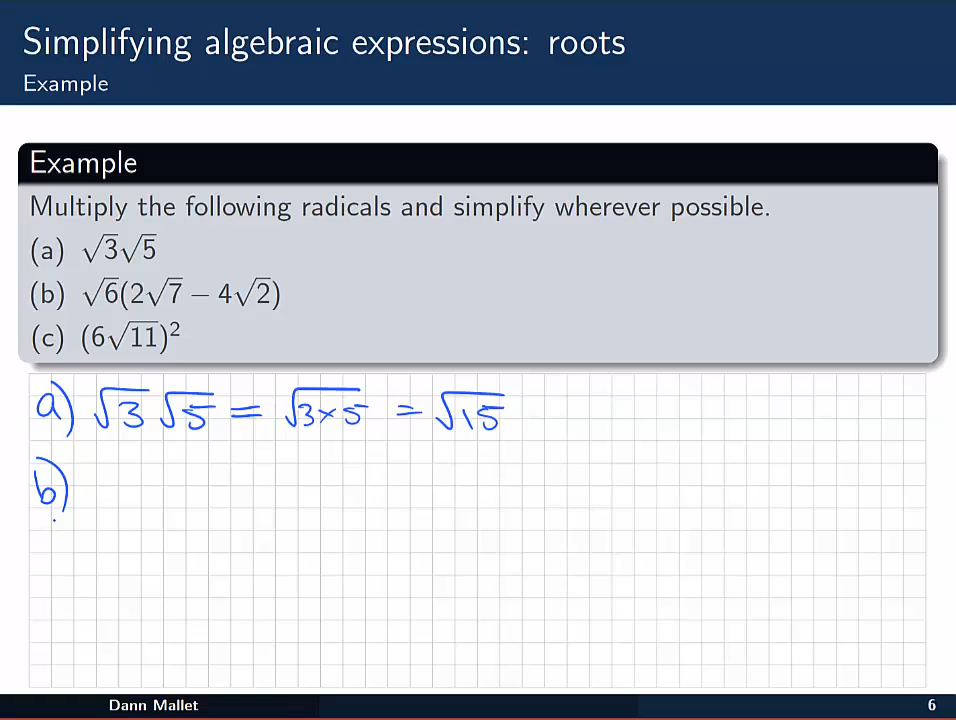 Simplifying algebraic expressions: roots
Example
Example
Multiply the following radicals and simplify wherever possible.
(a) √3√5
(b) √6(2√7 − 4√2)
(c) (6√11)²
a) √3 √5 = √3×5 = √15
b)
Dann Mallet 6